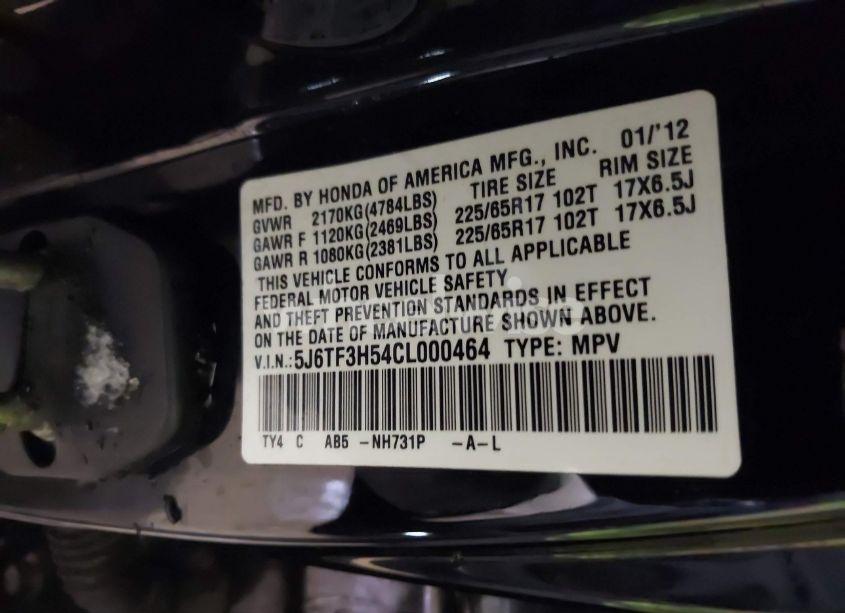 MFD. BY HONDA OF AMERICA MFG., INC. 01/'12
GVWR 2170KG(4784LBS) TIRE SIZE RIM SIZE
GAWR F 1120KG(2469LBS) 225/65R17 102T 17X6.5J
GAWR R 1080KG(2381LBS) 225/65R17 102T 17X6.5J
THIS VEHICLE CONFORMS TO ALL APPLICABLE
FEDERAL MOTOR VEHICLE SAFETY
AND THEFT PREVENTION STANDARDS IN EFFECT
ON THE DATE OF MANUFACTURE SHOWN ABOVE.
V.I.N.:5J6TF3H54CL000464 TYPE: MPV
TY4 C AB5 -NH731P -A-L